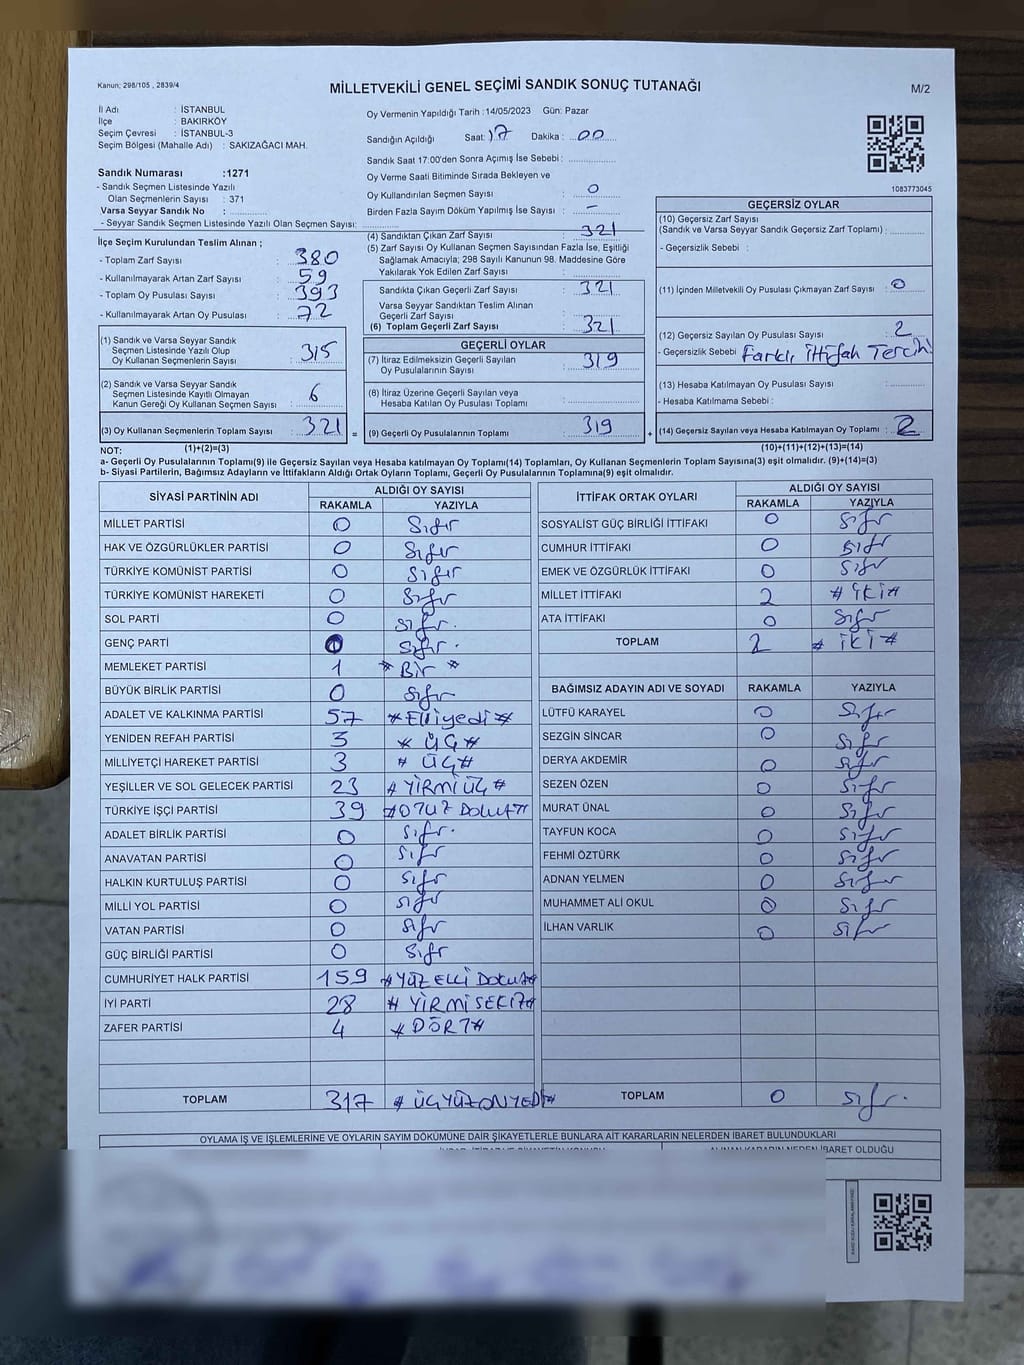 Kanun; 298/105 , 2839/4
MİLLETVEKİLİ GENEL SEÇİMİ SANDIK SONUÇ TUTANAĞI
M/2
İl Adı : İSTANBUL
İlçe : BAKIRKÖY
Seçim Çevresi : İSTANBUL-3
Seçim Bölgesi (Mahalle Adı) : SAKIZAĞACI MAH.
Sandık Numarası :1271
- Sandık Seçmen Listesinde Yazılı
Olan Seçmenlerin Sayısı : 371
Varsa Seyyar Sandık No :
- Seyyar Sandık Seçmen Listesinde Yazılı Olan Seçmen Sayısı:
Oy Vermenin Yapıldığı Tarih :14/05/2023 Gün: Pazar
Sandığın Açıldığı Saat: 17 Dakika : 00
Sandık Saat 17:00'den Sonra Açımış İse Sebebi :
Oy Verme Saati Bitiminde Sırada Bekleyen ve
Oy Kullandırılan Seçmen Sayısı : 0
Birden Fazla Sayım Döküm Yapılmış İse Sayısı : -
1083773045
İlçe Seçim Kurulundan Teslim Alınan ;
- Toplam Zarf Sayısı : 380
- Kullanılmayarak Artan Zarf Sayısı : 59
- Toplam Oy Pusulası Sayısı : 393
- Kullanılmayarak Artan Oy Pusulası : 72
(1) Sandık ve Varsa Seyyar Sandık
Seçmen Listesinde Yazılı Olup
Oy Kullanan Seçmenlerin Sayısı : 315
(2) Sandık ve Varsa Seyyar Sandık
Seçmen Listesinde Kayıtlı Olmayan
Kanun Gereği Oy Kullanan Seçmen Sayısı : 6
(3) Oy Kullanan Seçmenlerin Toplam Sayısı : 321
(1)+(2)=(3)
(4) Sandıktan Çıkan Zarf Sayısı : 321
(5) Zarf Sayısı Oy Kullanan Seçmen Sayısından Fazla İse, Eşitliği
Sağlamak Amacıyla; 298 Sayılı Kanunun 98. Maddesine Göre
Yakılarak Yok Edilen Zarf Sayısı :
Sandıkta Çıkan Geçerli Zarf Sayısı : 321
Varsa Seyyar Sandıktan Teslim Alınan
Geçerli Zarf Sayısı :
(6) Toplam Geçerli Zarf Sayısı : 321
GEÇERLİ OYLAR
(7) İtiraz Edilmeksizin Geçerli Sayılan
Oy Pusulalarının Sayısı : 319
(8) İtiraz Üzerine Geçerli Sayılan veya
Hesaba Katılan Oy Pusulası Toplamı :
= (9) Geçerli Oy Pusulalarının Toplamı : 319 +
GEÇERSİZ OYLAR
(10) Geçersiz Zarf Sayısı
(Sandık ve Varsa Seyyar Sandık Geçersiz Zarf Toplamı) :
- Geçersizlik Sebebi :
(11) İçinden Milletvekili Oy Pusulası Çıkmayan Zarf Sayısı : 0
(12) Geçersiz Sayılan Oy Pusulası Sayısı : 2
- Geçersizlik Sebebi : Farklı İttifak Tercihi
(13) Hesaba Katılmayan Oy Pusulası Sayısı :
- Hesaba Katılmama Sebebi :
(14) Geçersiz Sayılan veya Hesaba Katılmayan Oy Toplamı : 2
(10)+(11)+(12)+(13)=(14)
NOT:
a- Geçerli Oy Pusulalarının Toplamı(9) ile Geçersiz Sayılan veya Hesaba katılmayan Oy Toplamı(14) Toplamları, Oy Kullanan Seçmenlerin Toplam Sayısına(3) eşit olmalıdır. (9)+(14)=(3)
b- Siyasi Partilerin, Bağımsız Adayların ve İttifakların Aldığı Ortak Oyların Toplamı, Geçerli Oy Pusulalarının Toplamına(9) eşit olmalıdır.
SİYASİ PARTİNİN ADI ALDIĞI OY SAYISI
RAKAMLA YAZIYLA
MİLLET PARTİSİ 0 Sıfır
HAK VE ÖZGÜRLÜKLER PARTİSİ 0 Sıfır
TÜRKİYE KOMÜNİST PARTİSİ 0 Sıfır
TÜRKİYE KOMÜNİST HAREKETİ 0 Sıfır
SOL PARTİ 0 Sıfır.
GENÇ PARTİ 0 Sıfır.
MEMLEKET PARTİSİ 1 * Bir *
BÜYÜK BİRLİK PARTİSİ 0 Sıfır
ADALET VE KALKINMA PARTİSİ 57 #Elliyedi#
YENİDEN REFAH PARTİSİ 3 # ÜÇ#
MİLLİYETÇİ HAREKET PARTİSİ 3 # ÜÇ#
YEŞİLLER VE SOL GELECEK PARTİSİ 23 #YİRMİÜÇ#
TÜRKİYE İŞÇİ PARTİSİ 39 #OTUZ DOKUZ#
ADALET BİRLİK PARTİSİ 0 Sıfır.
ANAVATAN PARTİSİ 0 Sıfır
HALKIN KURTULUŞ PARTİSİ 0 Sıfır
MİLLİ YOL PARTİSİ 0 Sıfır
VATAN PARTİSİ 0 Sıfır
GÜÇ BİRLİĞİ PARTİSİ 0 Sıfır
CUMHURİYET HALK PARTİSİ 159 #YÜZ ELLİ DOKUZ#
İYİ PARTİ 28 # YİRMİSEKİZ#
ZAFER PARTİSİ 4 #DÖRT#
TOPLAM 317 # ÜÇYÜZONYEDİ#
İTTİFAK ORTAK OYLARI ALDIĞI OY SAYISI
RAKAMLA YAZIYLA
SOSYALİST GÜÇ BİRLİĞİ İTTİFAKI 0 Sıfır
CUMHUR İTTİFAKI 0 Sıfır
EMEK VE ÖZGÜRLÜK İTTİFAKI 0 Sıfır
MİLLET İTTİFAKI 2 # İKİ#
ATA İTTİFAKI 0 Sıfır
TOPLAM 2 # İKİ#
BAĞIMSIZ ADAYIN ADI VE SOYADI RAKAMLA YAZIYLA
LÜTFÜ KARAYEL 0 Sıfır
SEZGİN SİNCAR 0 Sıfır
DERYA AKDEMİR 0 Sıfır
SEZEN ÖZEN 0 Sıfır
MURAT ÜNAL 0 Sıfır
TAYFUN KOCA 0 Sıfır
FEHMİ ÖZTÜRK 0 Sıfır
ADNAN YELMEN 0 Sıfır
MUHAMMET ALİ OKUL 0 Sıfır
İLHAN VARLIK 0 Sıfır
TOPLAM 0 Sıfır.
OYLAMA İŞ VE İŞLEMLERİNE VE OYLARIN SAYIM DÖKÜMÜNE DAİR ŞİKAYETLERLE BUNLARA AİT KARARLARIN NELERDEN İBARET BULUNDUKLARI
İBARET OLDUĞU